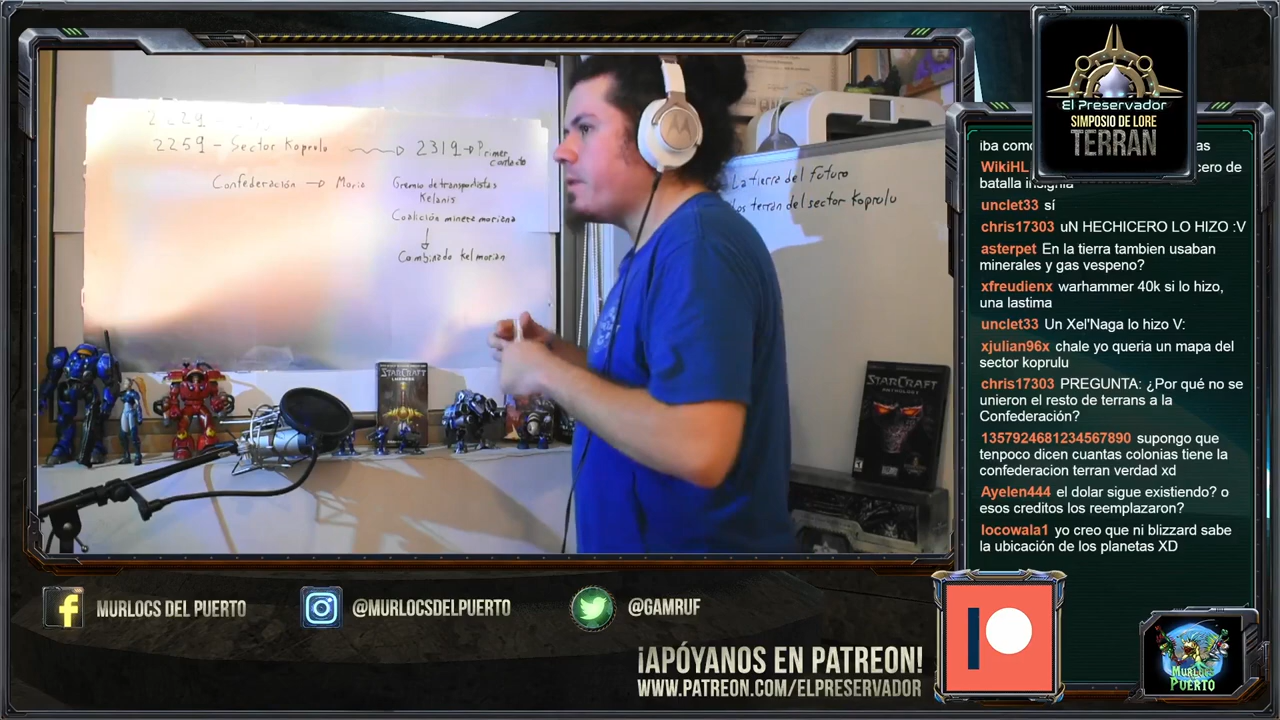 2259 - Sector Koprulu → 2319 → Primer
contacto
Confederación → Moria
Gremio de transportistas
Kelanis
Coalición minera moriana
↓
Combinado Kelmorian
La tierra del futuro
Los terran del sector Koprulu
STARCRAFT
STARCRAFT
ANTHOLOGY
El Preservador
SIMPOSIO DE LORE
TERRAN
iba como
WikiHL
cero de
batalla insignia
unclet33 sí
chris17303 uN HECHICERO LO HIZO :V
asterpet En la tierra tambien usaban
minerales y gas vespeno?
xfreudienx warhammer 40k si lo hizo,
una lastima
unclet33 Un Xel'Naga lo hizo V:
xjulian96x chale yo queria un mapa del
sector koprulu
chris17303 PREGUNTA: ¿Por qué no se
unieron el resto de terrans a la
Confederación?
1357924681234567890 supongo que
tenpoco dicen cuantas colonias tiene la
confederacion terran verdad xd
Ayelen444 el dolar sigue existiendo? o
esos creditos los reemplazaron?
locowala1 yo creo que ni blizzard sabe
la ubicación de los planetas XD
MURLOCS DEL PUERTO
@MURLOCSDELPUERTO
@GAMRUF
¡APÓYANOS EN PATREON!
WWW.PATREON.COM/ELPRESERVADOR
MURLOCS
PUERTO